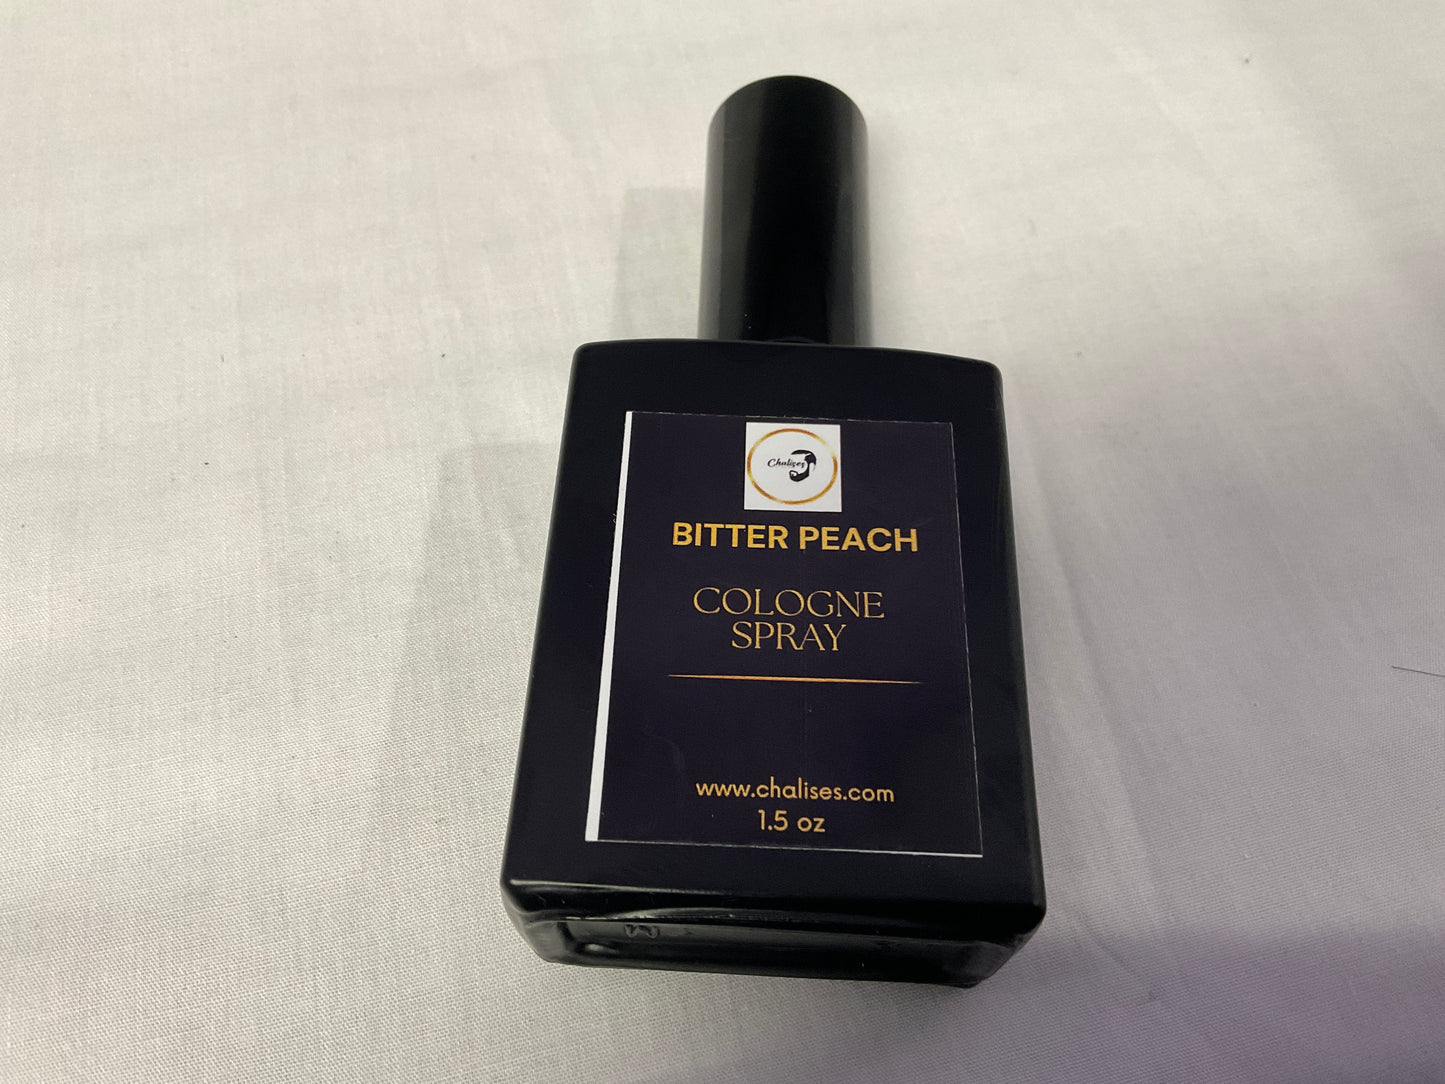 Chalises
BITTER PEACH
COLOGNE
SPRAY
www.chalises.com
1.5 oz